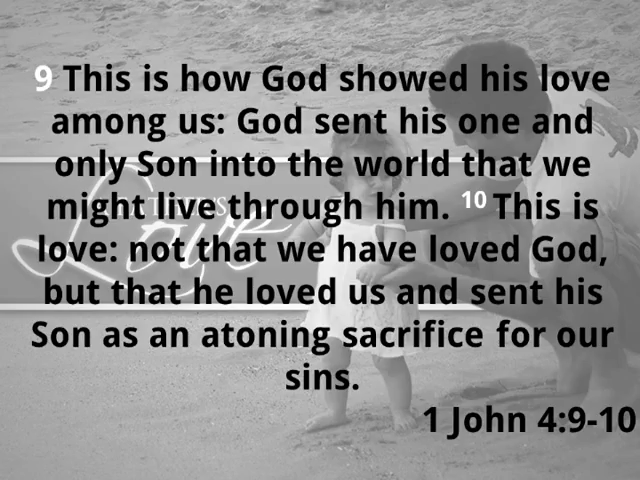 9 This is how God showed his love
among us: God sent his one and
only Son into the world that we
might live through him. 10 This is
love: not that we have loved God,
but that he loved us and sent his
Son as an atoning sacrifice for our
sins.
1 John 4:9-10
Love